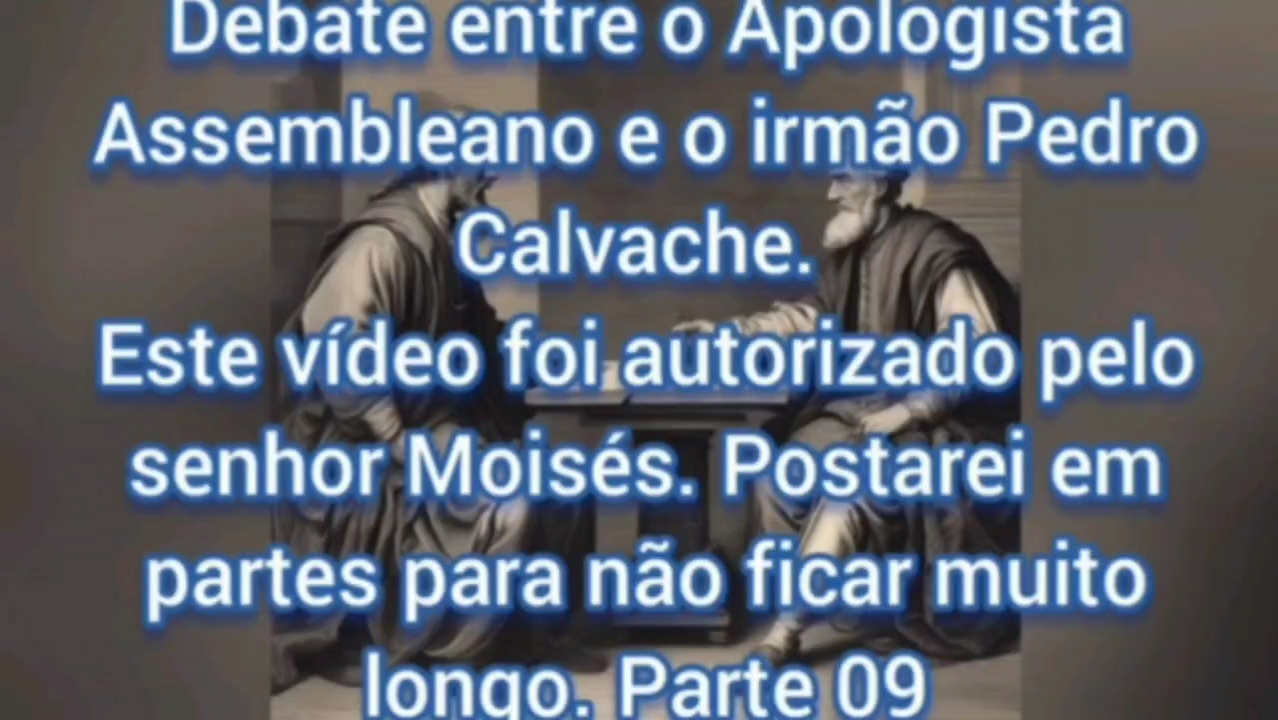 Debate entre o Apologista
Assembleano e o irmão Pedro
Calvache.
Este vídeo foi autorizado pelo
senhor Moisés. Postarei em
partes para não ficar muito
longo. Parte 09